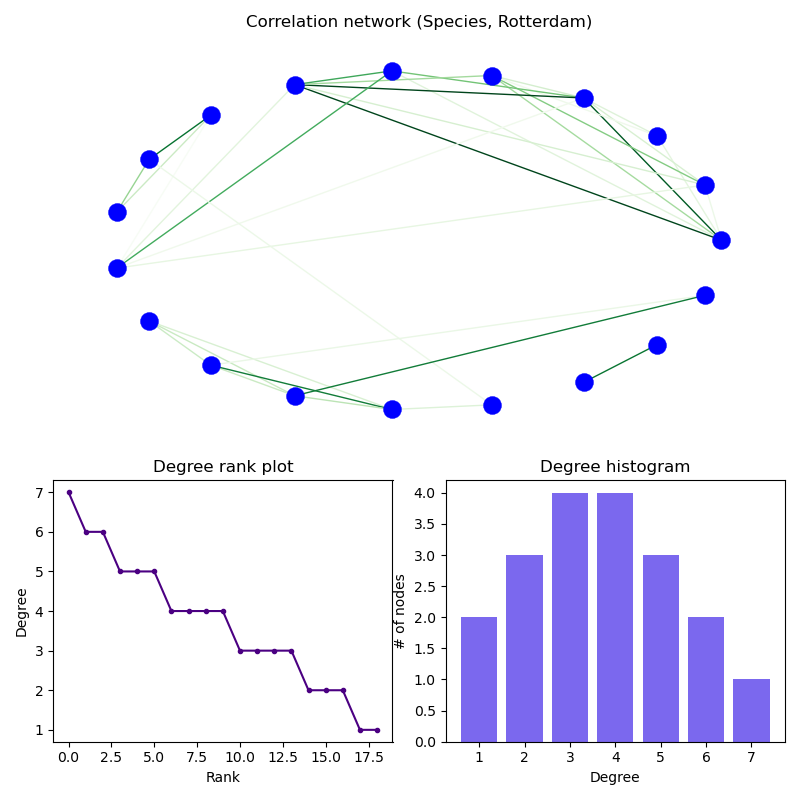 Correlation network (Species, Rotterdam)
Degree rank plot
7
6
5
4
3
2
1
Degree
0.0 2.5 5.0 7.5 10.0 12.5 15.0 17.5
Rank
Degree histogram
4.0
3.5
3.0
2.5
2.0
1.5
1.0
0.5
0.0
# of nodes
1 2 3 4 5 6 7
Degree